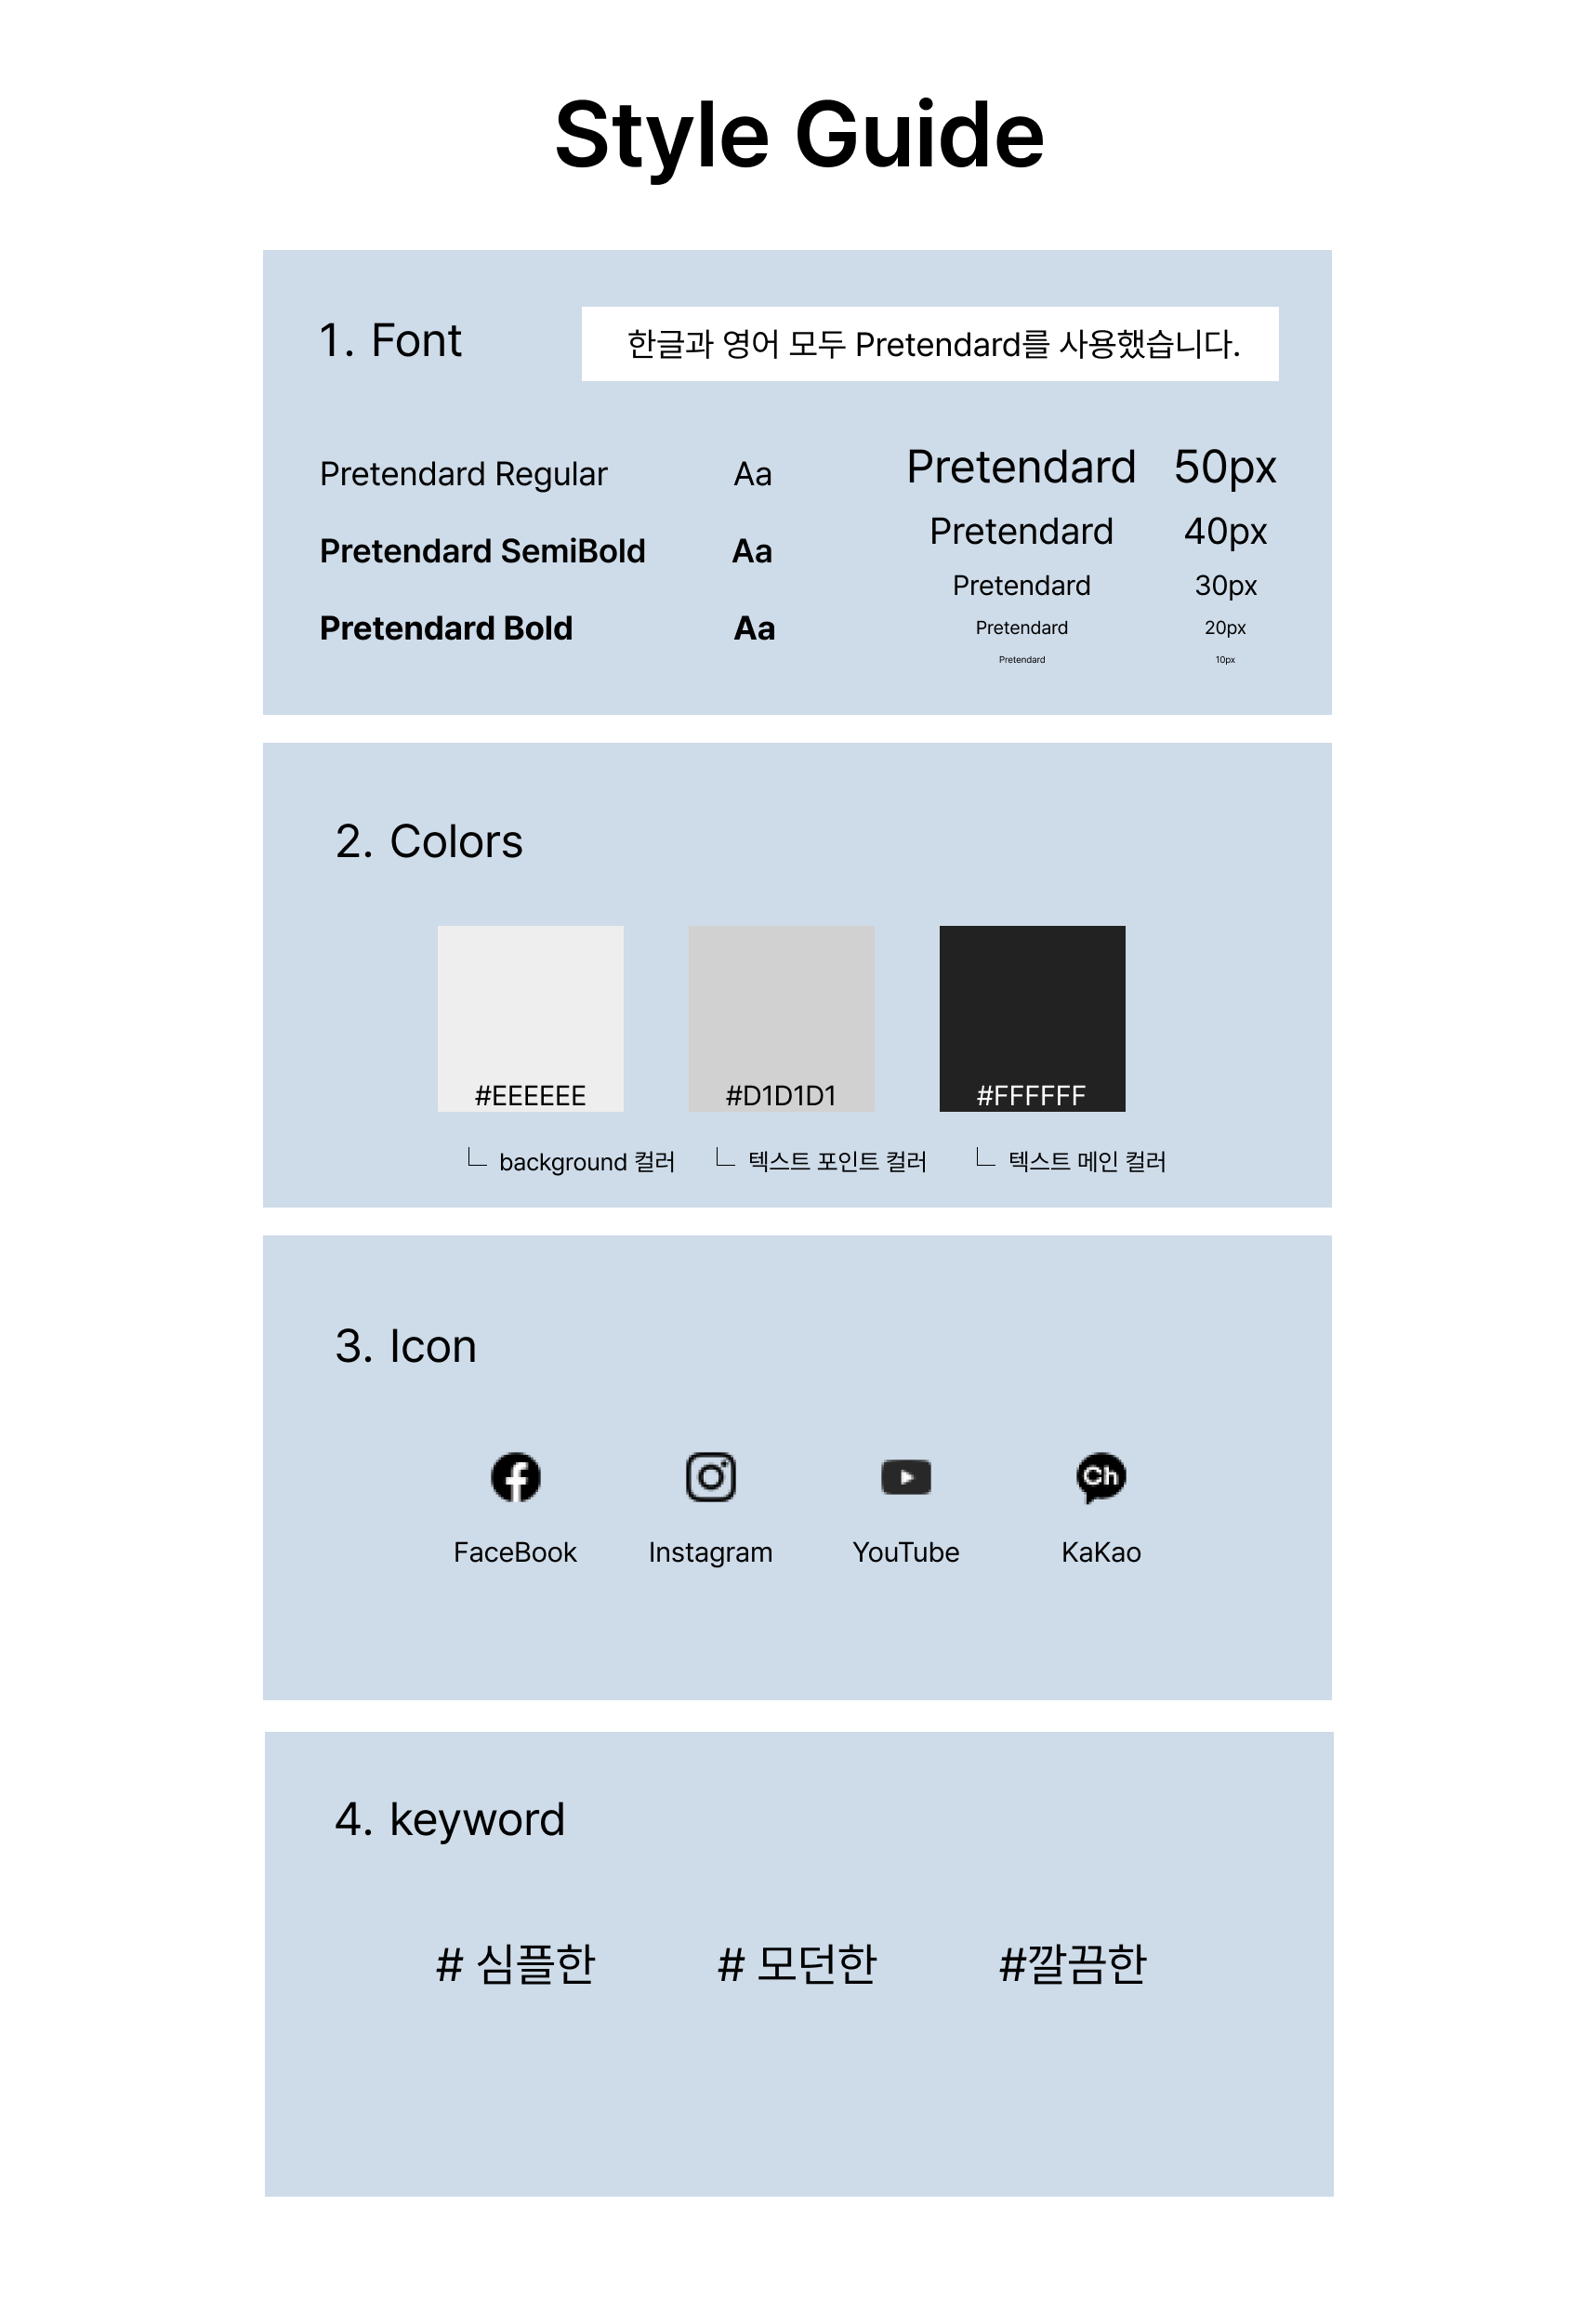 Style Guide
1. Font
한글과 영어 모두 Pretendard를 사용했습니다.
Pretendard Regular Aa
Pretendard SemiBold Aa
Pretendard Bold Aa
Pretendard 50px
Pretendard 40px
Pretendard 30px
Pretendard 20px
Pretendard 10px
2. Colors
#EEEEEE #D1D1D1 #FFFFFF
background 컬러 텍스트 포인트 컬러 텍스트 메인 컬러
3. Icon
Ch
FaceBook Instagram YouTube KaKao
4. keyword
# 심플한 # 모던한 #깔끔한